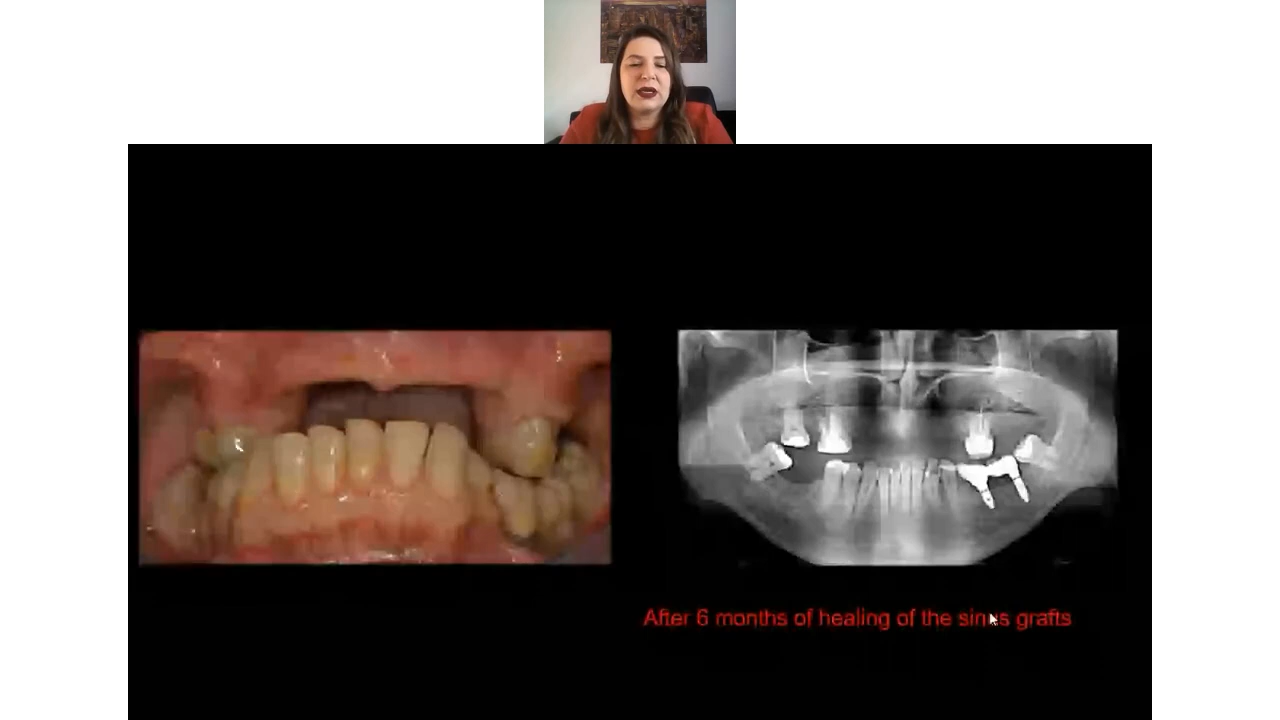 After 6 months of healing of the sinus grafts